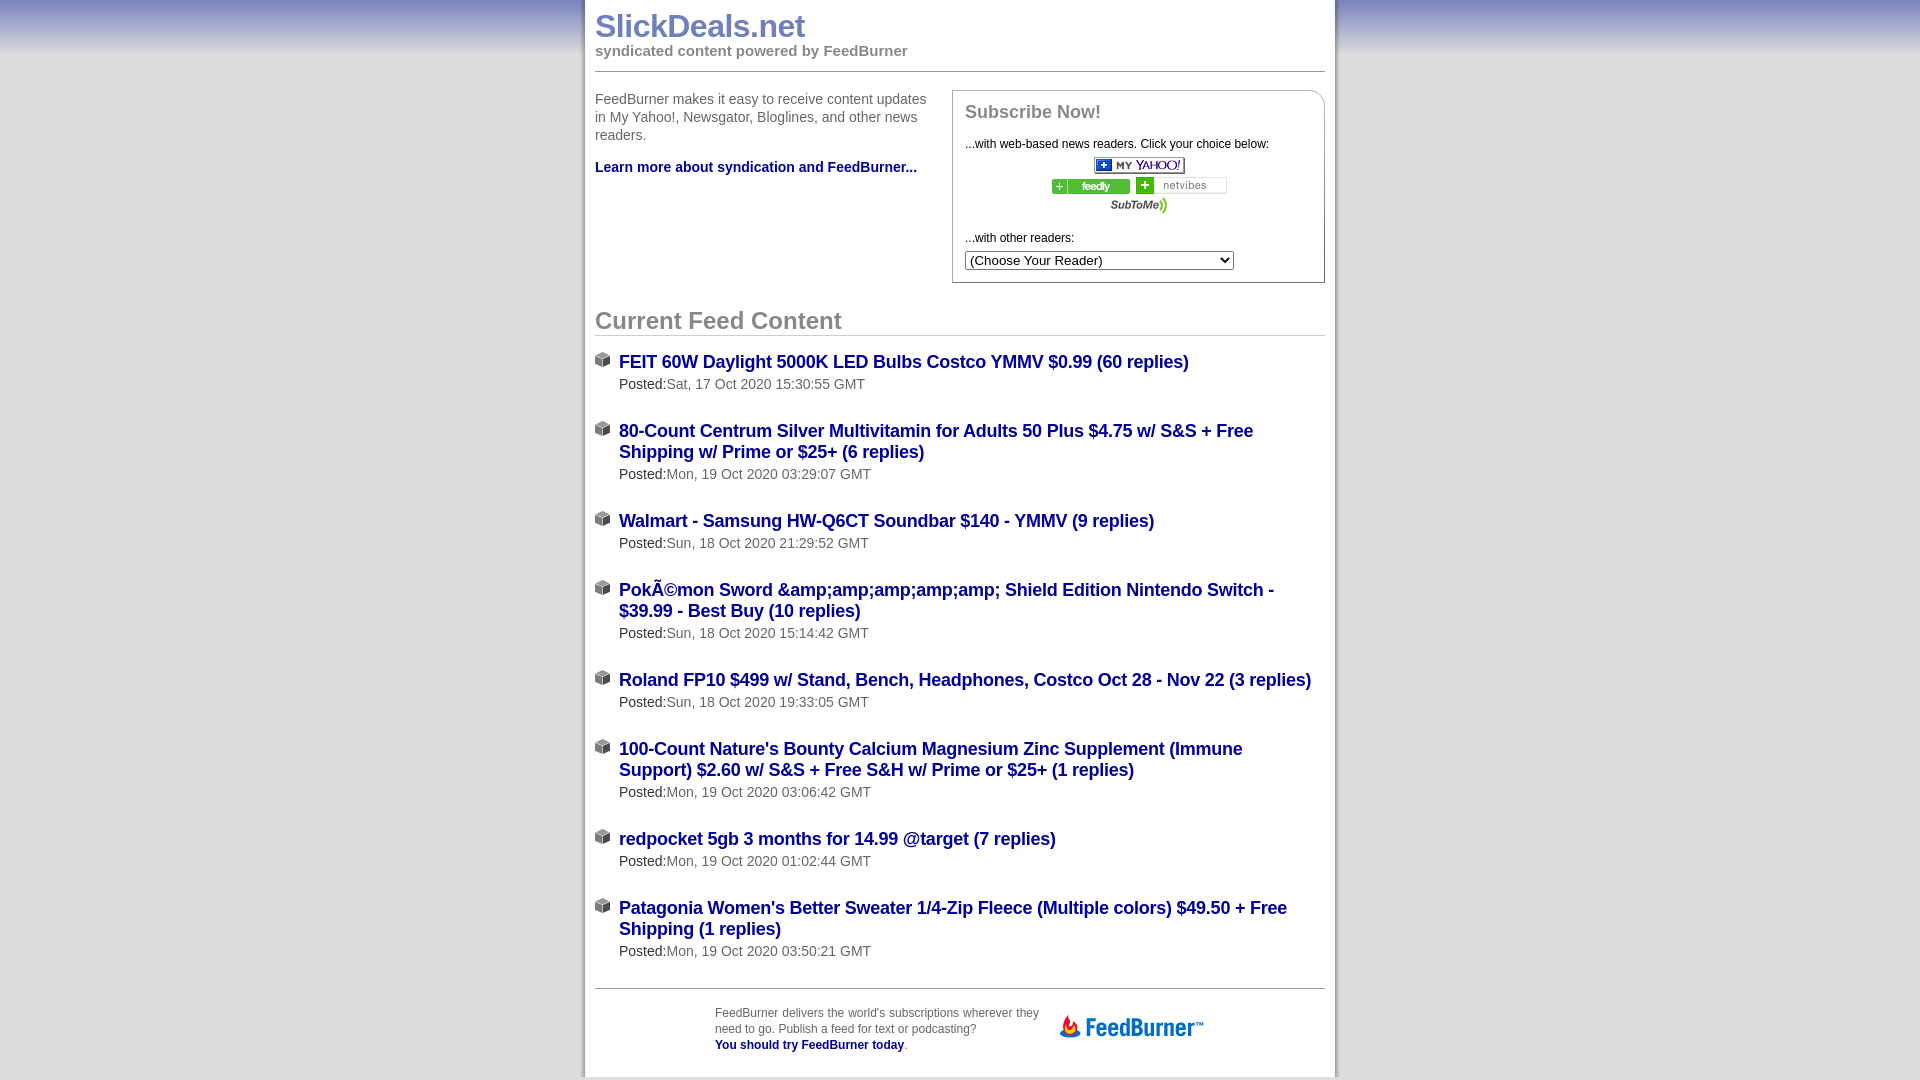 SlickDeals.net
syndicated content powered by FeedBurner
FeedBurner makes it easy to receive content updates
in My Yahoo!, Newsgator, Bloglines, and other news
readers.
Learn more about syndication and FeedBurner...
Subscribe Now!
...with web-based news readers. Click your choice below:
MY YAHOO!
feedly
netvibes
SubToMe
...with other readers:
(Choose Your Reader)
Current Feed Content
FEIT 60W Daylight 5000K LED Bulbs Costco YMMV $0.99 (60 replies)
Posted:Sat, 17 Oct 2020 15:30:55 GMT
80-Count Centrum Silver Multivitamin for Adults 50 Plus $4.75 w/ S&S + Free
Shipping w/ Prime or $25+ (6 replies)
Posted:Mon, 19 Oct 2020 03:29:07 GMT
Walmart - Samsung HW-Q6CT Soundbar $140 - YMMV (9 replies)
Posted:Sun, 18 Oct 2020 21:29:52 GMT
PokÃ©mon Sword &amp;amp;amp;amp;amp; Shield Edition Nintendo Switch -
$39.99 - Best Buy (10 replies)
Posted:Sun, 18 Oct 2020 15:14:42 GMT
Roland FP10 $499 w/ Stand, Bench, Headphones, Costco Oct 28 - Nov 22 (3 replies)
Posted:Sun, 18 Oct 2020 19:33:05 GMT
100-Count Nature's Bounty Calcium Magnesium Zinc Supplement (Immune
Support) $2.60 w/ S&S + Free S&H w/ Prime or $25+ (1 replies)
Posted:Mon, 19 Oct 2020 03:06:42 GMT
redpocket 5gb 3 months for 14.99 @target (7 replies)
Posted:Mon, 19 Oct 2020 01:02:44 GMT
Patagonia Women's Better Sweater 1/4-Zip Fleece (Multiple colors) $49.50 + Free
Shipping (1 replies)
Posted:Mon, 19 Oct 2020 03:50:21 GMT
FeedBurner delivers the world's subscriptions wherever they
need to go. Publish a feed for text or podcasting?
You should try FeedBurner today.
FeedBurner™